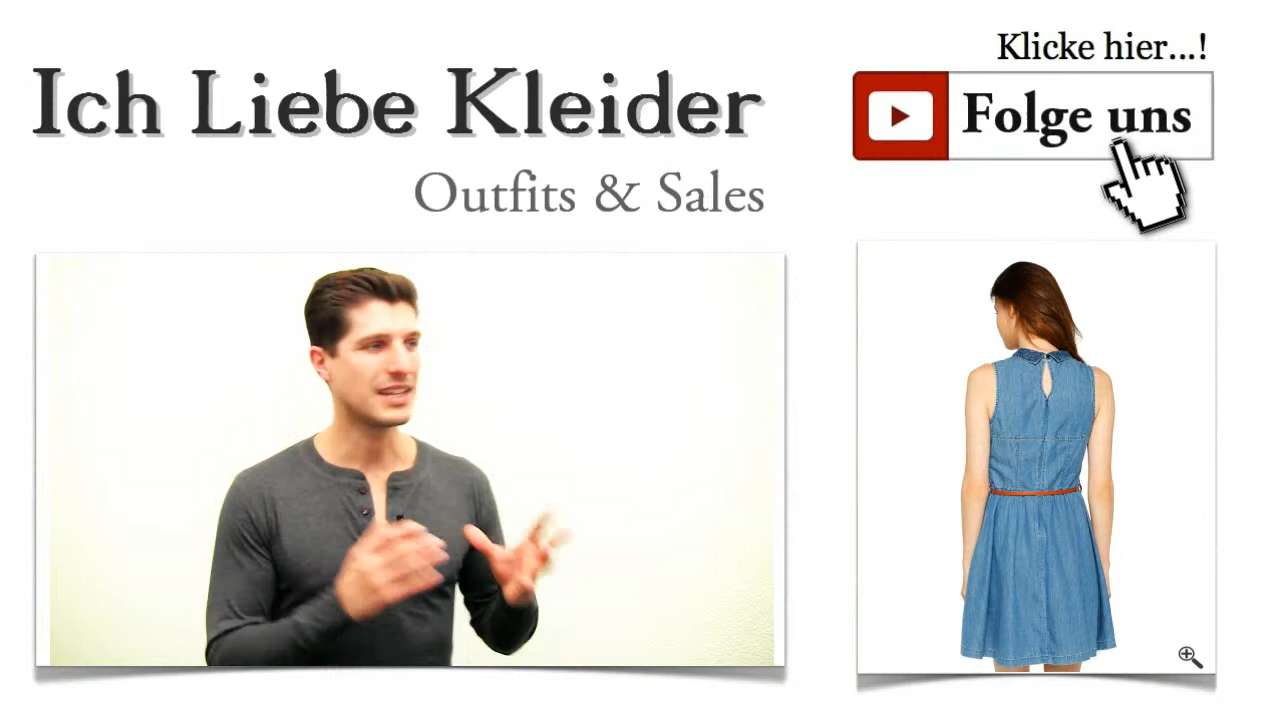 Ich Liebe Kleider
Outfits & Sales
Klicke hier...!
Folge uns